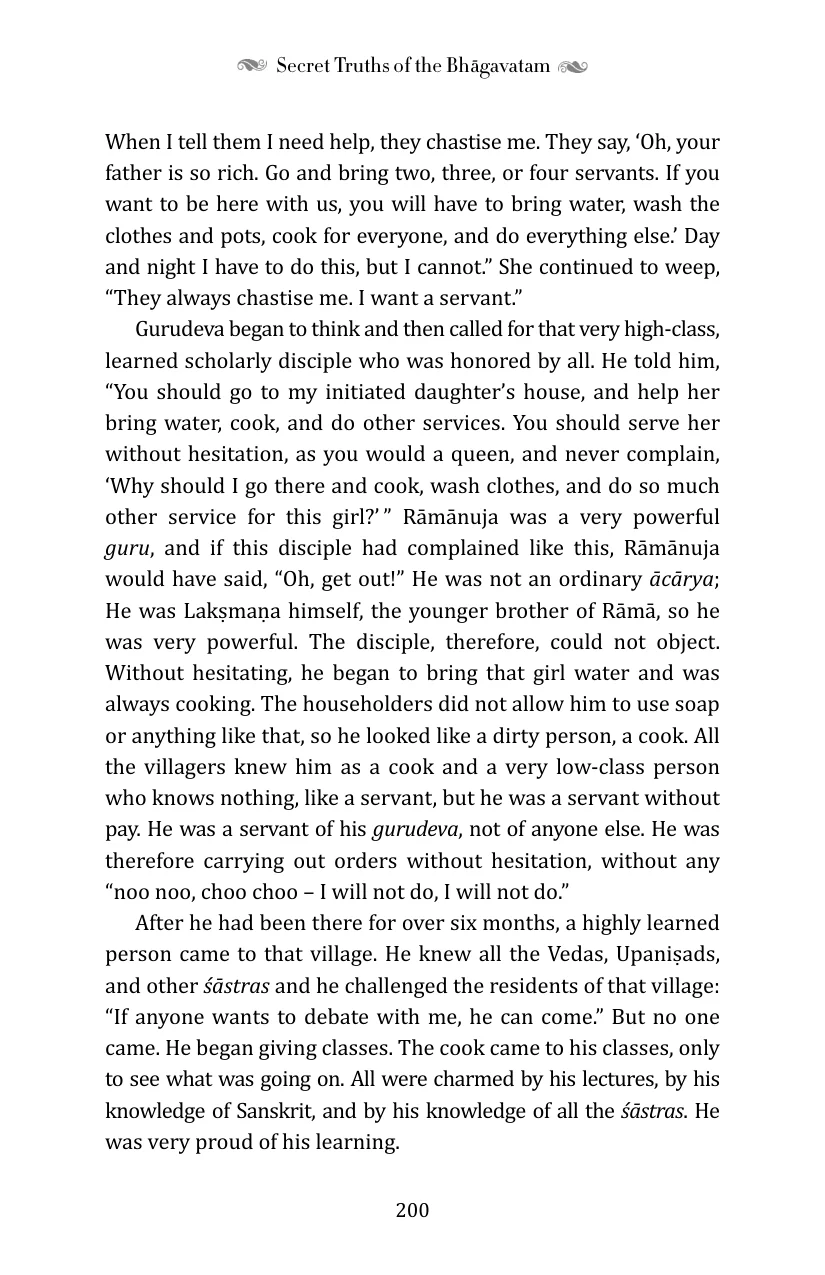 Secret Truths of the Bhāgavatam
When I tell them I need help, they chastise me. They say, ‘Oh, your
father is so rich. Go and bring two, three, or four servants. If you
want to be here with us, you will have to bring water, wash the
clothes and pots, cook for everyone, and do everything else.’ Day
and night I have to do this, but I cannot.” She continued to weep,
“They always chastise me. I want a servant.”
Gurudeva began to think and then called for that very high-class,
learned scholarly disciple who was honored by all. He told him,
“You should go to my initiated daughter’s house, and help her
bring water, cook, and do other services. You should serve her
without hesitation, as you would a queen, and never complain,
‘Why should I go there and cook, wash clothes, and do so much
other service for this girl?’ ” Rāmānuja was a very powerful
guru, and if this disciple had complained like this, Rāmānuja
would have said, “Oh, get out!” He was not an ordinary ācārya;
He was Lakṣmaṇa himself, the younger brother of Rāmā, so he
was very powerful. The disciple, therefore, could not object.
Without hesitating, he began to bring that girl water and was
always cooking. The householders did not allow him to use soap
or anything like that, so he looked like a dirty person, a cook. All
the villagers knew him as a cook and a very low-class person
who knows nothing, like a servant, but he was a servant without
pay. He was a servant of his gurudeva, not of anyone else. He was
therefore carrying out orders without hesitation, without any
“noo noo, choo choo – I will not do, I will not do.”
After he had been there for over six months, a highly learned
person came to that village. He knew all the Vedas, Upaniṣads,
and other śāstras and he challenged the residents of that village:
“If anyone wants to debate with me, he can come.” But no one
came. He began giving classes. The cook came to his classes, only
to see what was going on. All were charmed by his lectures, by his
knowledge of Sanskrit, and by his knowledge of all the śāstras. He
was very proud of his learning.
200